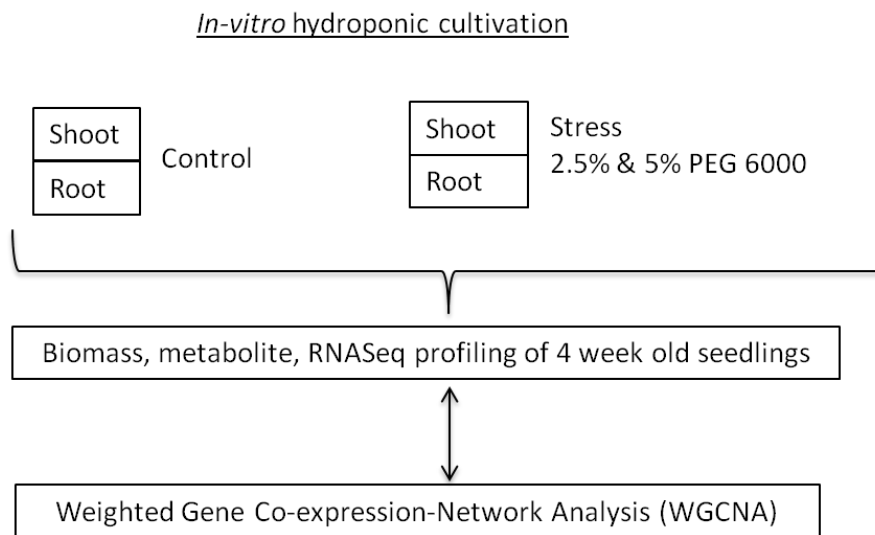 In-vitro hydroponic cultivation
Shoot
Root
Control
Shoot
Root
Stress
2.5% & 5% PEG 6000
Biomass, metabolite, RNASeq profiling of 4 week old seedlings
Weighted Gene Co-expression-Network Analysis (WGCNA)